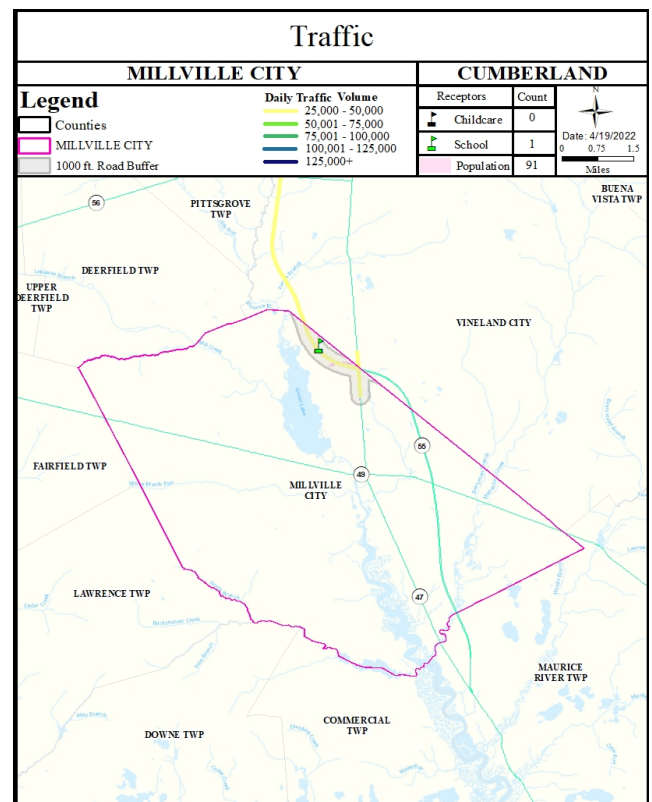 Traffic
MILLVILLE CITY
CUMBERLAND
Legend
Counties
MILLVILLE CITY
1000 ft. Road Buffer
Daily Traffic Volume
25,000 - 50,000
50,001 - 75,000
75,001 - 100,000
100,001 - 125,000
125,000+
Receptors Count
Childcare 0
School 1
Population 91
N
Date: 4/19/2022
0 0.75 1.5
Miles
BUENA
VISTA TWP
56
PITTSGROVE
TWP
DEERFIELD TWP
UPPER
DEERFIELD
TWP
VINELAND CITY
55
FAIRFIELD TWP
49
MILLVILLE
CITY
LAWRENCE TWP
47
Buckshutem Creek
Cedar Creek
MAURICE
RIVER TWP
COMMERCIAL
TWP
DOWNE TWP